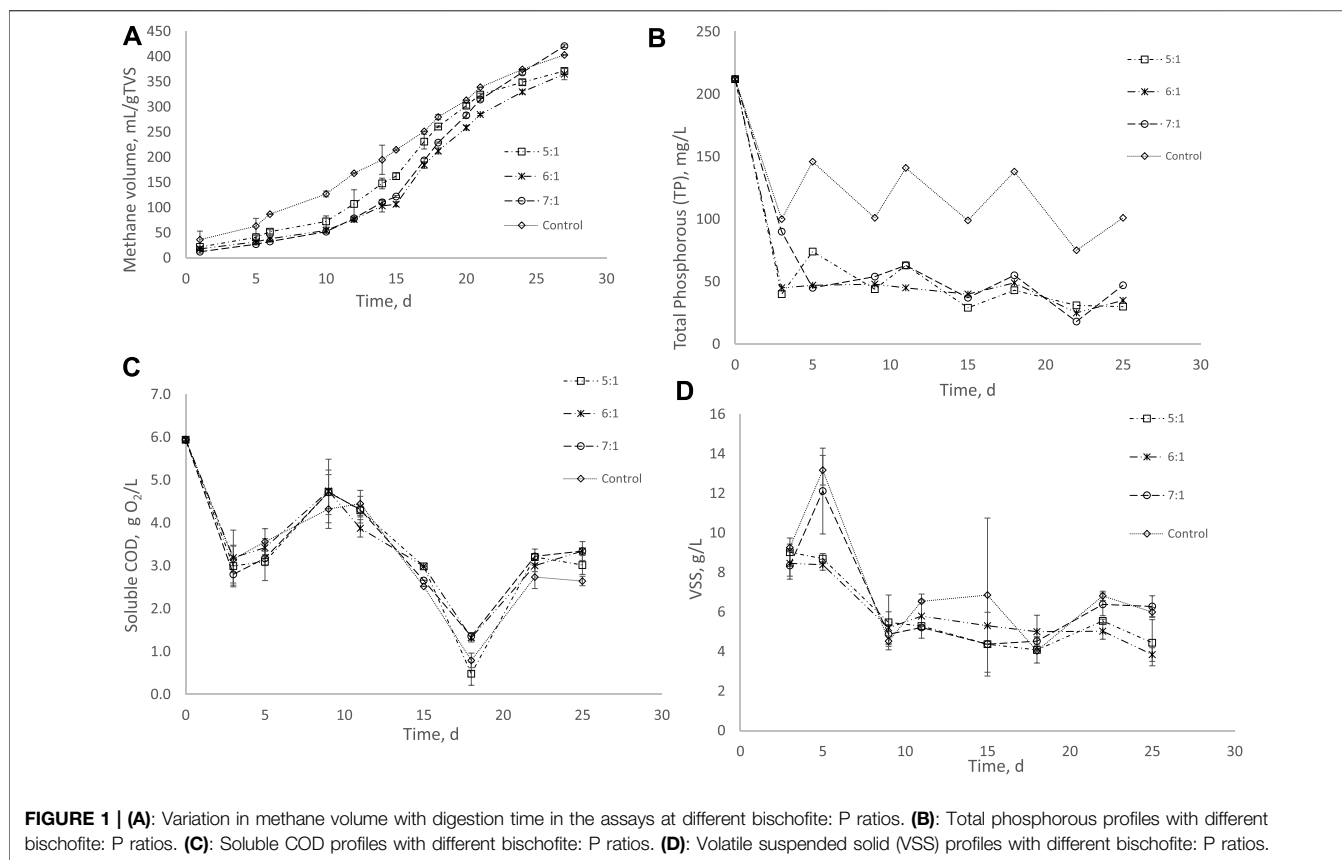 A
450
400
350
300
250
200
150
100
50
0
0 5 10 15 20 25 30
Methane volume, mL/gTVS
Time, d
5:1
6:1
7:1
Control
B
250
200
150
100
50
0
0 5 10 15 20 25 30
Total Phosphorous (TP), mg/L
Time, d
5:1
6:1
7:1
Control
C
7.0
6.0
5.0
4.0
3.0
2.0
1.0
0.0
0 5 10 15 20 25 30
Soluble COD, g O2/L
Time, d
5:1
6:1
7:1
Control
D
16
14
12
10
8
6
4
2
0
0 5 10 15 20 25 30
VSS, g/L
Time, d
5:1
6:1
7:1
Control
FIGURE 1 | (A): Variation in methane volume with digestion time in the assays at different bischofite: P ratios. (B): Total phosphorous profiles with different
bischofite: P ratios. (C): Soluble COD profiles with different bischofite: P ratios. (D): Volatile suspended solid (VSS) profiles with different bischofite: P ratios.